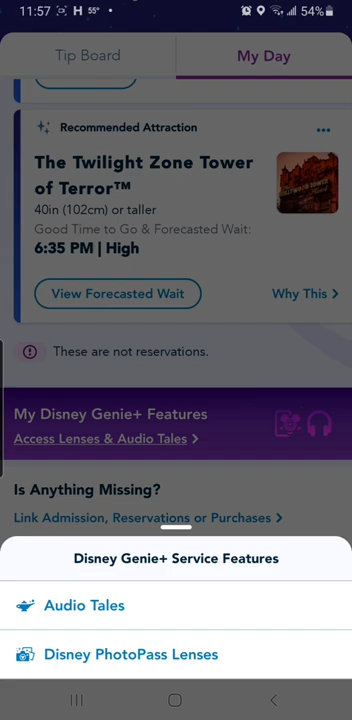 11:57 H 55° • 54%
Tip Board
My Day
Recommended Attraction
The Twilight Zone Tower
of Terror™
40in (102cm) or taller
Good Time to Go & Forecasted Wait:
6:35 PM | High
View Forecasted Wait
Why This >
These are not reservations.
My Disney Genie+ Features
Access Lenses & Audio Tales >
Is Anything Missing?
Link Admission, Reservations or Purchases >
Disney Genie+ Service Features
Audio Tales
Disney PhotoPass Lenses